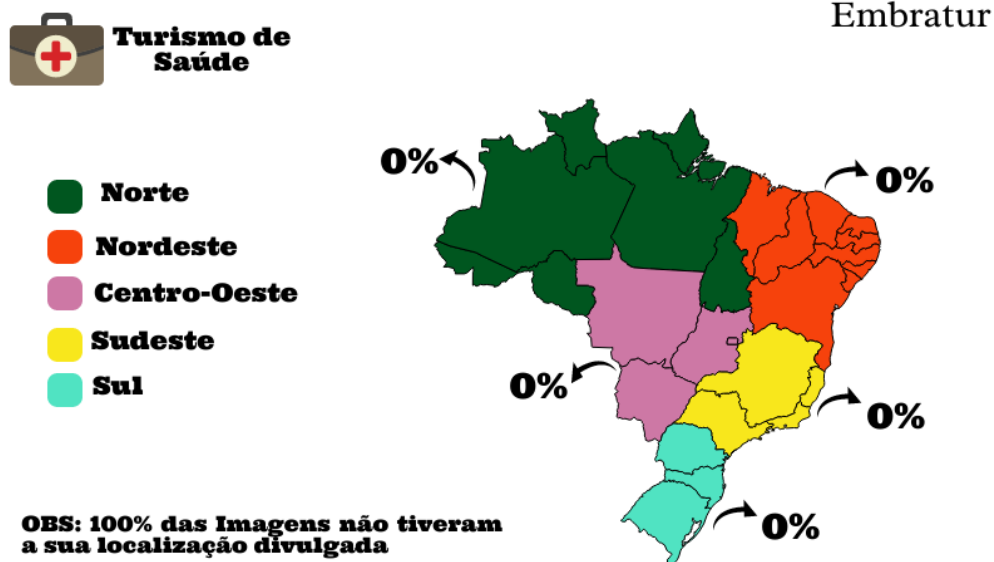 Embratur
Turismo de
Saúde
0%
0%
Norte
Nordeste
Centro-Oeste
Sudeste
Sul
0%
0%
0%
OBS: 100% das Imagens não tiveram
a sua localização divulgada